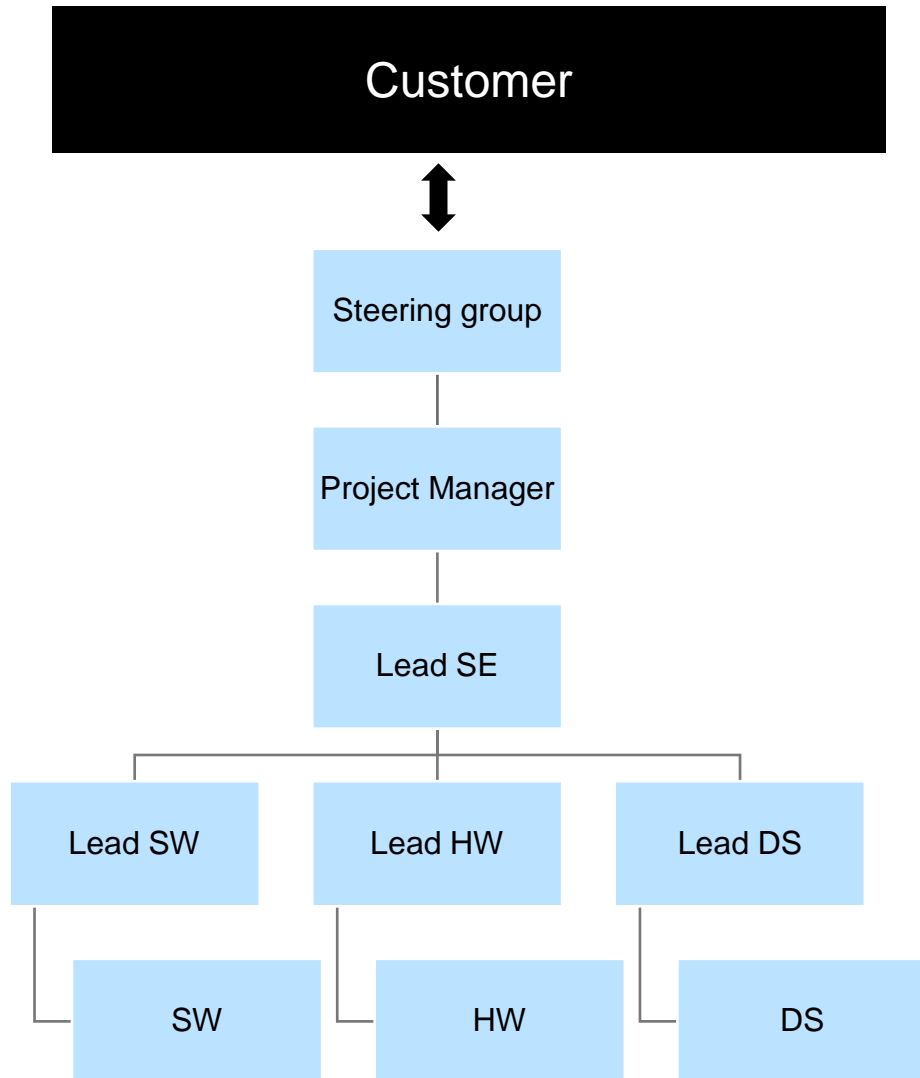 Customer
Steering group
Project Manager
Lead SE
Lead SW
Lead HW
Lead DS
SW
HW
DS